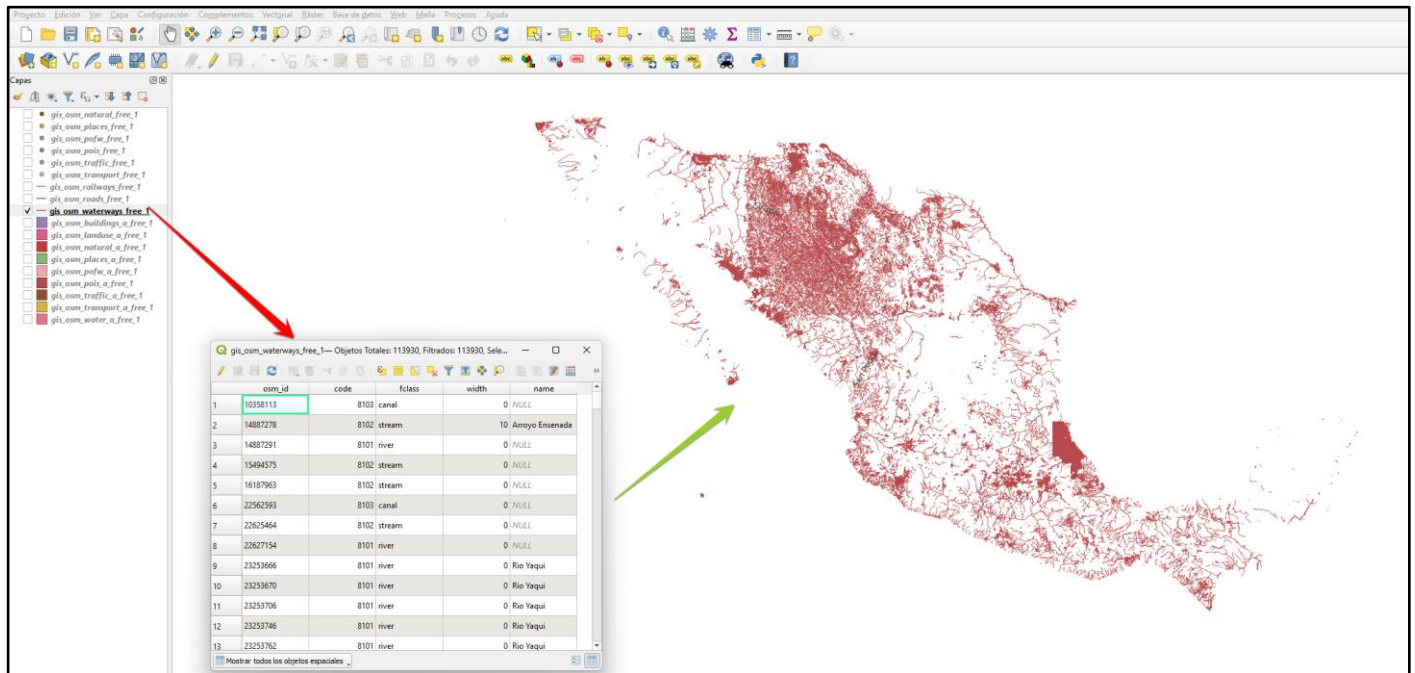 Proyecto Edición Ver Capa Configuración Complementos Vectorial Ráster Base de datos Web Malla Procesos Ayuda
Capas
gis_osm_natural_free_1
gis_osm_places_free_1
gis_osm_pofw_free_1
gis_osm_pois_free_1
gis_osm_traffic_free_1
gis_osm_transport_free_1
gis_osm_railways_free_1
gis_osm_roads_free_1
gis_osm_waterways_free_1
gis_osm_buildings_a_free_1
gis_osm_landuse_a_free_1
gis_osm_natural_a_free_1
gis_osm_places_a_free_1
gis_osm_pofw_a_free_1
gis_osm_pois_a_free_1
gis_osm_traffic_a_free_1
gis_osm_transport_a_free_1
gis_osm_water_a_free_1
gis_osm_waterways_free_1— Objetos Totales: 113930, Filtrados: 113930, Sele...
osm_id code fclass width name
1 10358113 8103 canal 0 NULL
2 14887278 8102 stream 10 Arroyo Ensenada
3 14887291 8101 river 0 NULL
4 15494575 8102 stream 0 NULL
5 16187963 8102 stream 0 NULL
6 22562593 8103 canal 0 NULL
7 22625464 8102 stream 0 NULL
8 22627154 8101 river 0 NULL
9 23253666 8101 river 0 Rio Yaqui
10 23253670 8101 river 0 Rio Yaqui
11 23253706 8101 river 0 Rio Yaqui
12 23253746 8101 river 0 Rio Yaqui
13 23253762 8101 river 0 Rio Yaqui
Mostrar todos los objetos espaciales